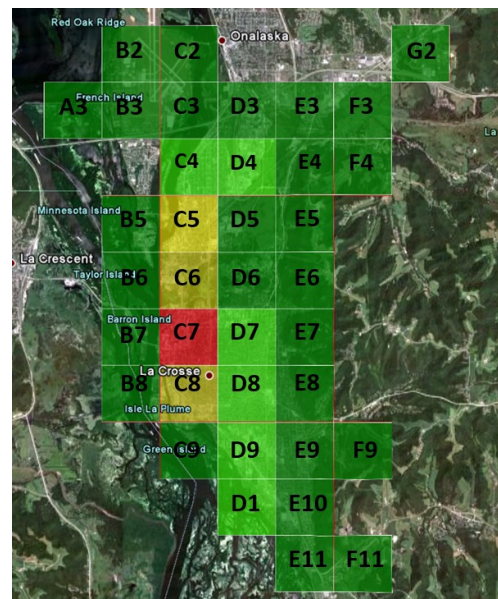 Red Oak Ridge
B2 C2 Onalaska G2
French Island
A3 B3 C3 D3 E3 F3
La
C4 D4 E4 F4
Minnesota Island
B5 C5 D5 E5
La Crescent
Taylor Island
B6 C6 D6 E6
Barron Island
B7 C7 D7 E7
La Crosse
B8 C8 D8 E8
Isle La Plume
Green Island
C9 D9 E9 F9
D1 E10
E11 F11